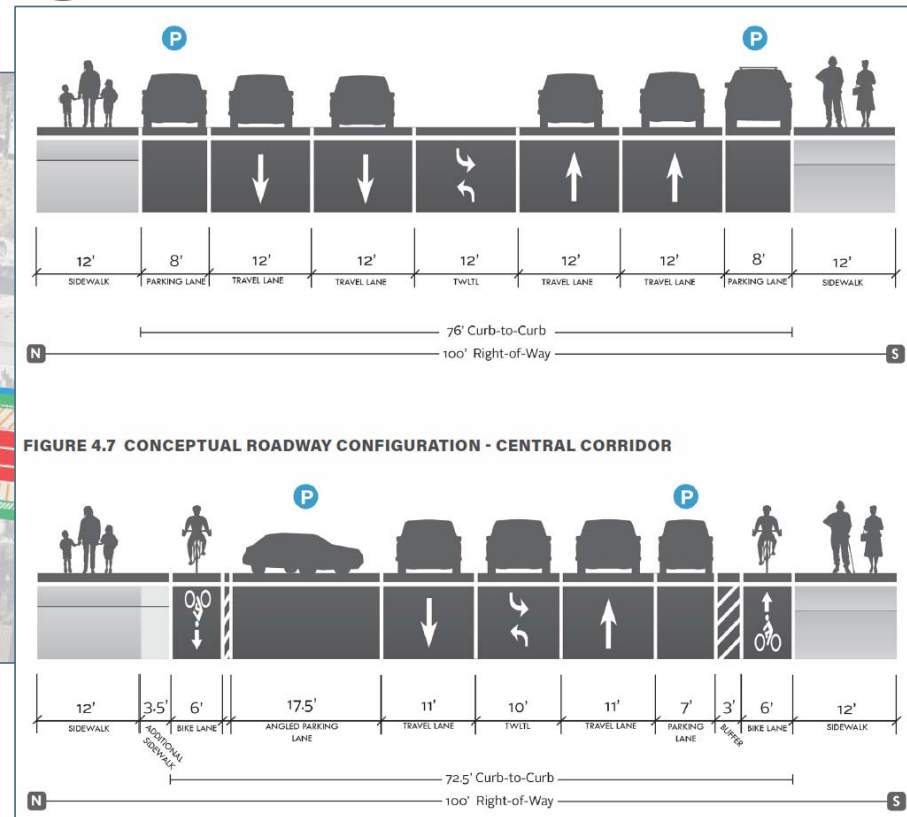 P P
12' 8' 12' 12' 12' 12' 12' 8' 12'
SIDEWALK PARKING LANE TRAVEL LANE TRAVEL LANE TWLTL TRAVEL LANE TRAVEL LANE PARKING LANE SIDEWALK
76' Curb-to-Curb
N 100' Right-of-Way S
FIGURE 4.7 CONCEPTUAL ROADWAY CONFIGURATION - CENTRAL CORRIDOR
P P
12' 3.5' 6' 17.5' 11' 10' 11' 7' 3' 6' 12'
SIDEWALK ADDITIONAL SIDEWALK BIKE LANE ANGLED PARKING LANE TRAVEL LANE TWLTL TRAVEL LANE PARKING LANE BUFFER BIKE LANE SIDEWALK
72.5' Curb-to-Curb
N 100' Right-of-Way S